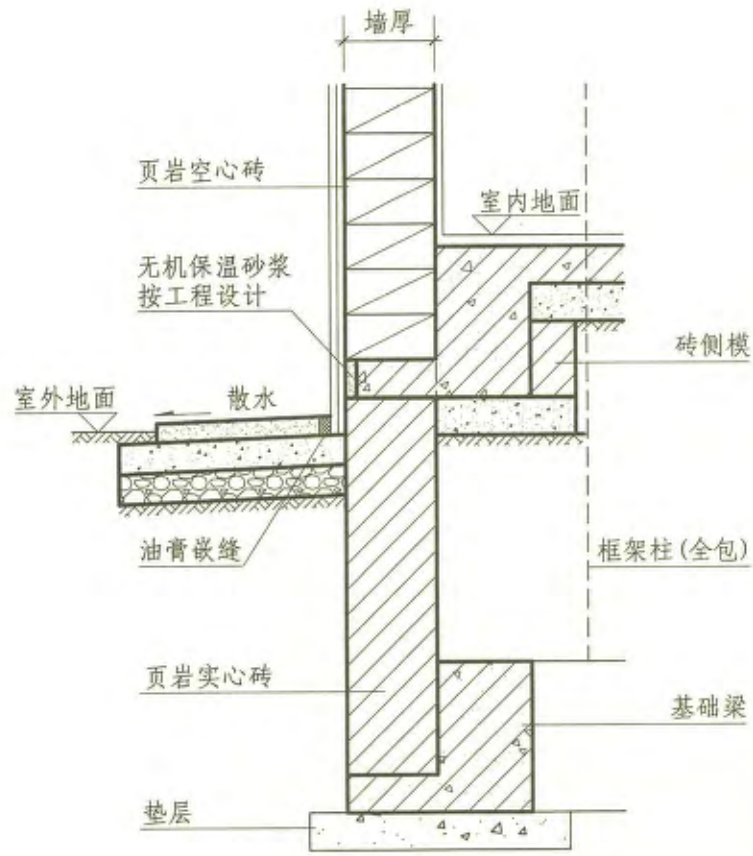 墙厚
页岩空心砖
室内地面
无机保温砂浆
按工程设计
砖侧模
室外地面
散水
油膏嵌缝
框架柱(全包)
页岩实心砖
基础梁
垫层